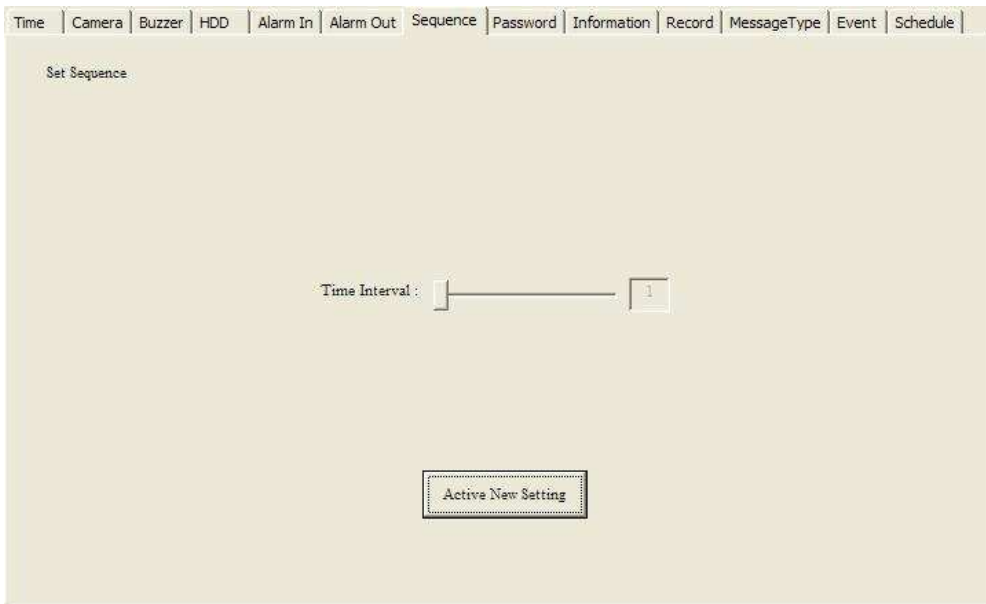 Time Camera Buzzer HDD Alarm In Alarm Out Sequence Password Information Record MessageType Event Schedule
Set Sequence
Time Interval : 1
Active New Setting